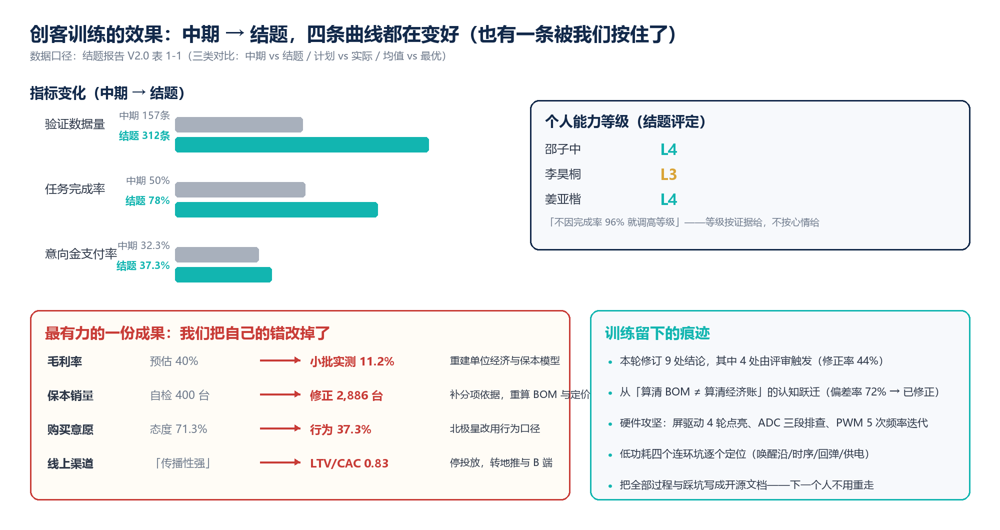 创客训练的效果：中期 → 结题，四条曲线都在变好（也有一条被我们按住了）
数据口径：结题报告 V2.0 表 1-1（三类对比：中期 vs 结题 / 计划 vs 实际 / 均值 vs 最优）
指标变化（中期 → 结题）
验证数据量
中期 157条
结题 312条
任务完成率
中期 50%
结题 78%
意向金支付率
中期 32.3%
结题 37.3%
个人能力等级（结题评定）
邵子中 L4
李昊桐 L3
姜亚楷 L4
「不因完成率 96% 就调高等级」——等级按证据给，不按心情给
最有力的一份成果：我们把自己的错改掉了
毛利率 预估 40% 小批实测 11.2% 重建单位经济与保本模型
保本销量 自检 400 台 修正 2,886 台 补分项依据，重算 BOM 与定价
购买意愿 态度 71.3% 行为 37.3% 北极星改用行为口径
线上渠道 「传播性强」 LTV/CAC 0.83 停投放，转地推与 B 端
训练留下的痕迹
• 本轮修订 9 处结论，其中 4 处由评审触发（修正率 44%）
• 从「算清 BOM ≠ 算清经济账」的认知跃迁（偏差率 72% → 已修正）
• 硬件攻坚：屏驱动 4 轮点亮、ADC 三段排查、PWM 5 次频率迭代
• 低功耗四个连环坑逐个定位（唤醒沿/时序/回弹/供电）
• 把全部过程与踩坑写成开源文档——下一个人不用重走